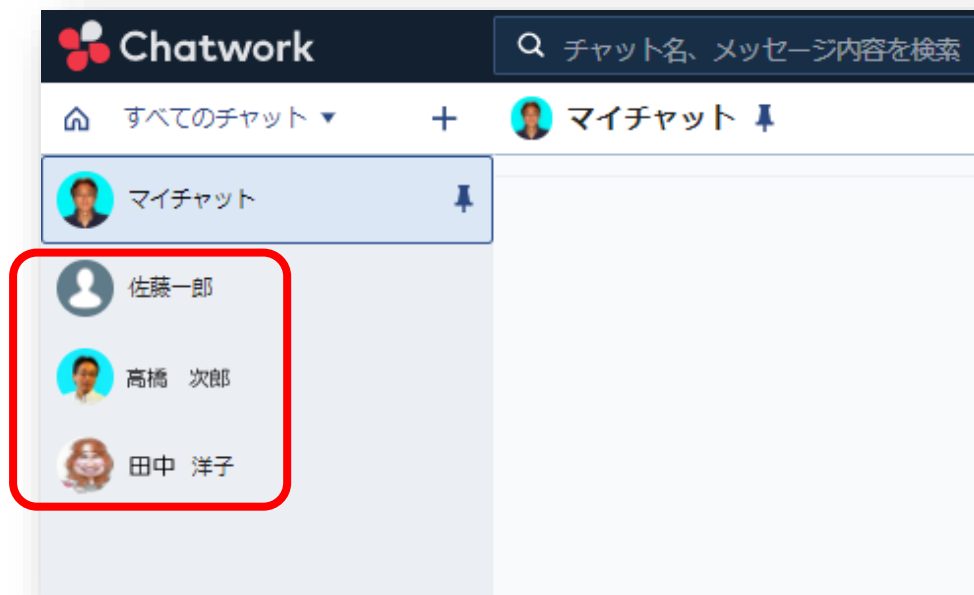 Chatwork
チャット名、メッセージ内容を検索
すべてのチャット ▼
+
マイチャット
マイチャット
佐藤一郎
高橋　次郎
田中　洋子